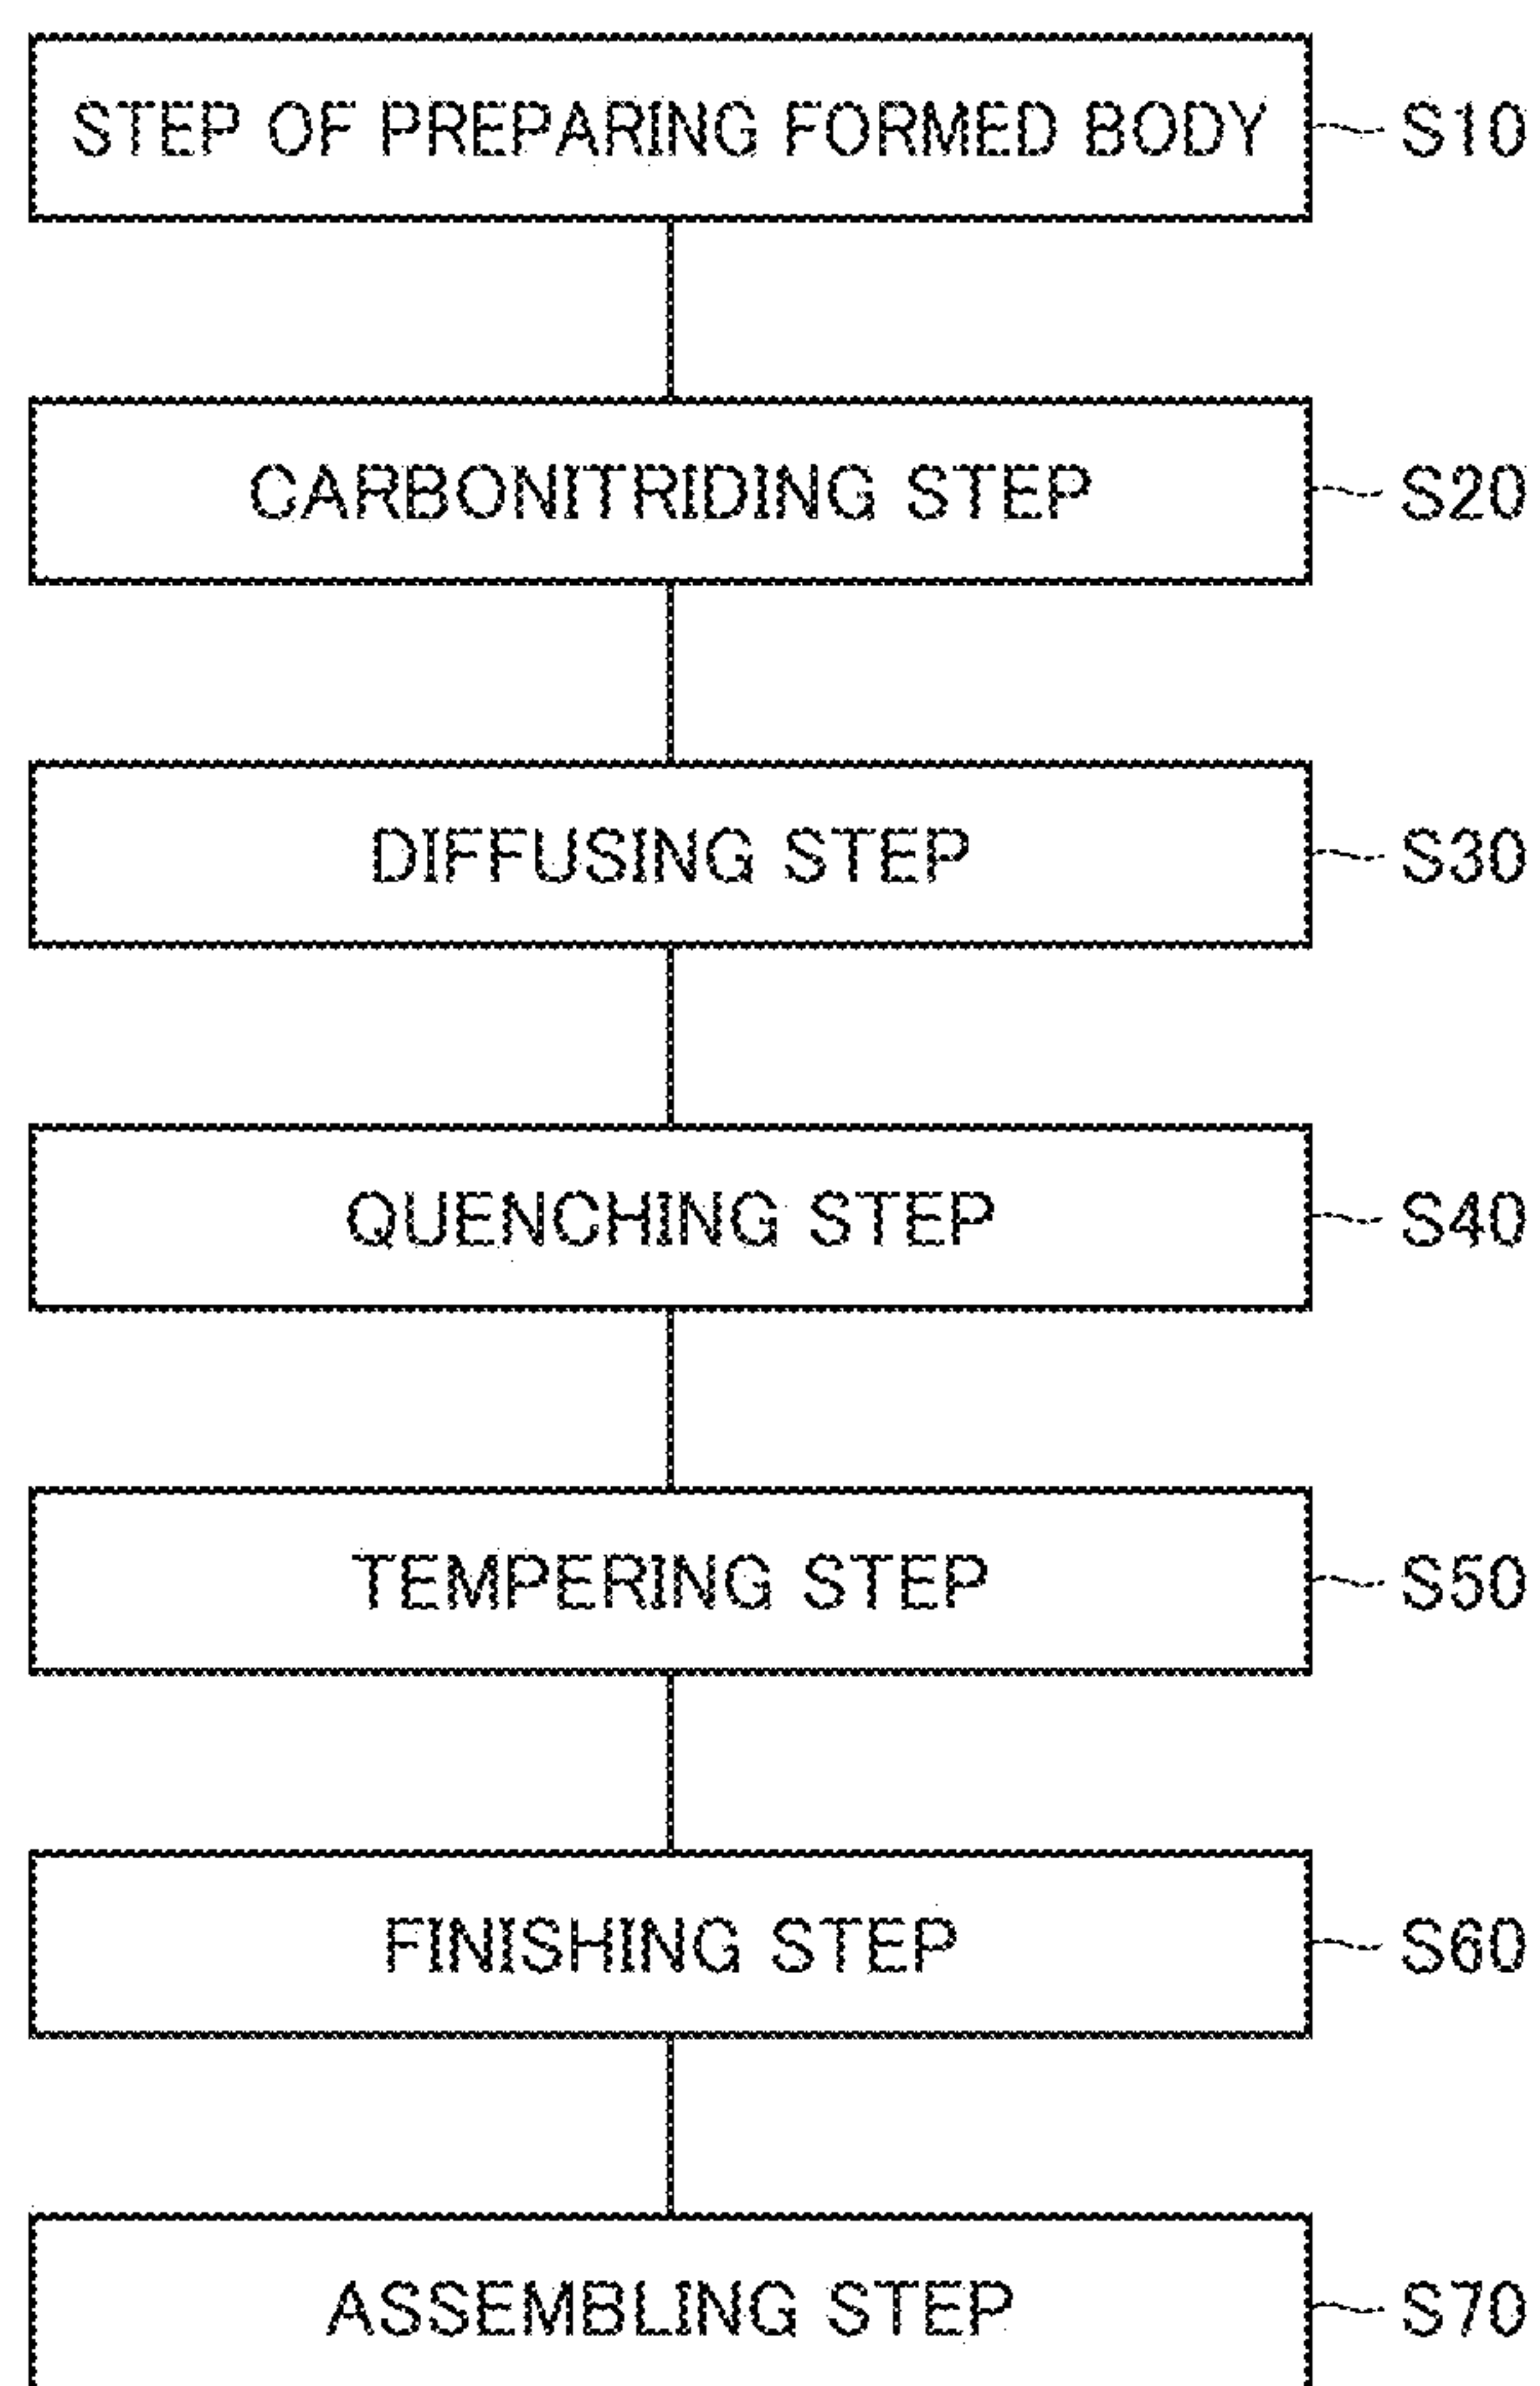 STEP OF PREPARING FORMED BODY S10
CARBONITRIDING STEP S20
DIFFUSING STEP S30
QUENCHING STEP S40
TEMPERING STEP S50
FINISHING STEP S60
ASSEMBLING STEP S70